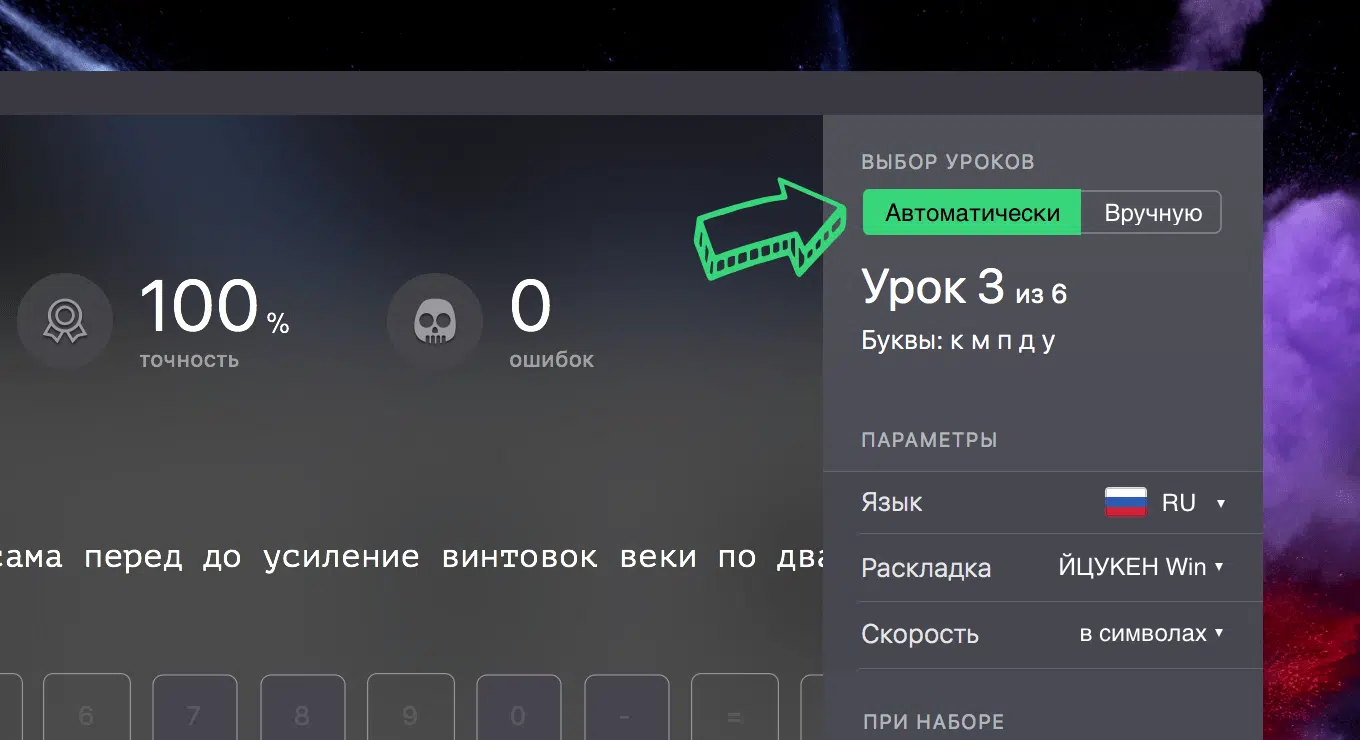 ВЫБОР УРОКОВ
Автоматически Вручную
Урок 3 из 6
Буквы: к м п д у
100 %
точность
0
ошибок
ПАРАМЕТРЫ
Язык RU
Раскладка ЙЦУКЕН Win
Скорость в символах
сама перед до усиление винтовок веки по два
6 7 8 9 0 - =
ПРИ НАБОРЕ